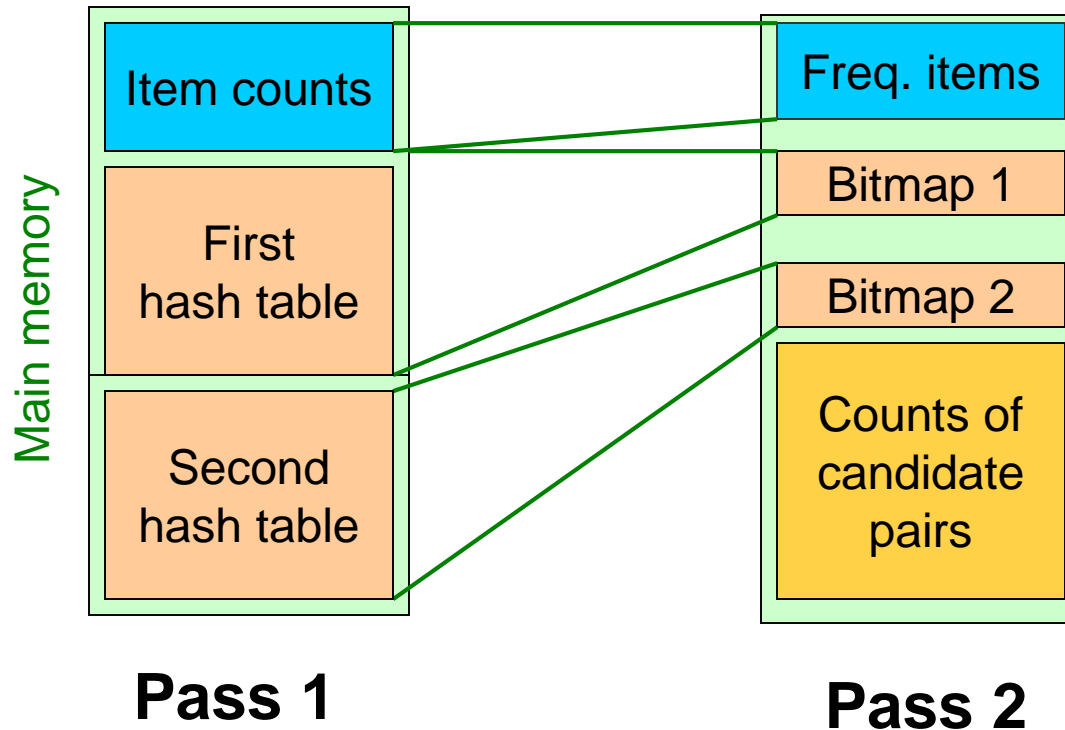 Main memory
Item counts
First
hash table
Second
hash table
Pass 1
Freq. items
Bitmap 1
Bitmap 2
Counts of
candidate
pairs
Pass 2